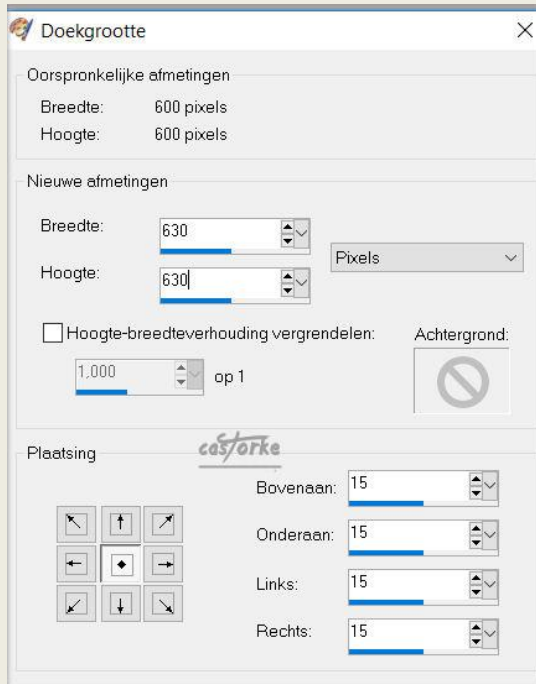 Doekgrootte
Oorspronkelijke afmetingen
Breedte: 600 pixels
Hoogte: 600 pixels
Nieuwe afmetingen
Breedte: 630
Pixels
Hoogte: 630
Hoogte-breedteverhouding vergrendelen:
Achtergrond:
1,000 op 1
castorke
Plaatsing
Bovenaan: 15
Onderaan: 15
Links: 15
Rechts: 15